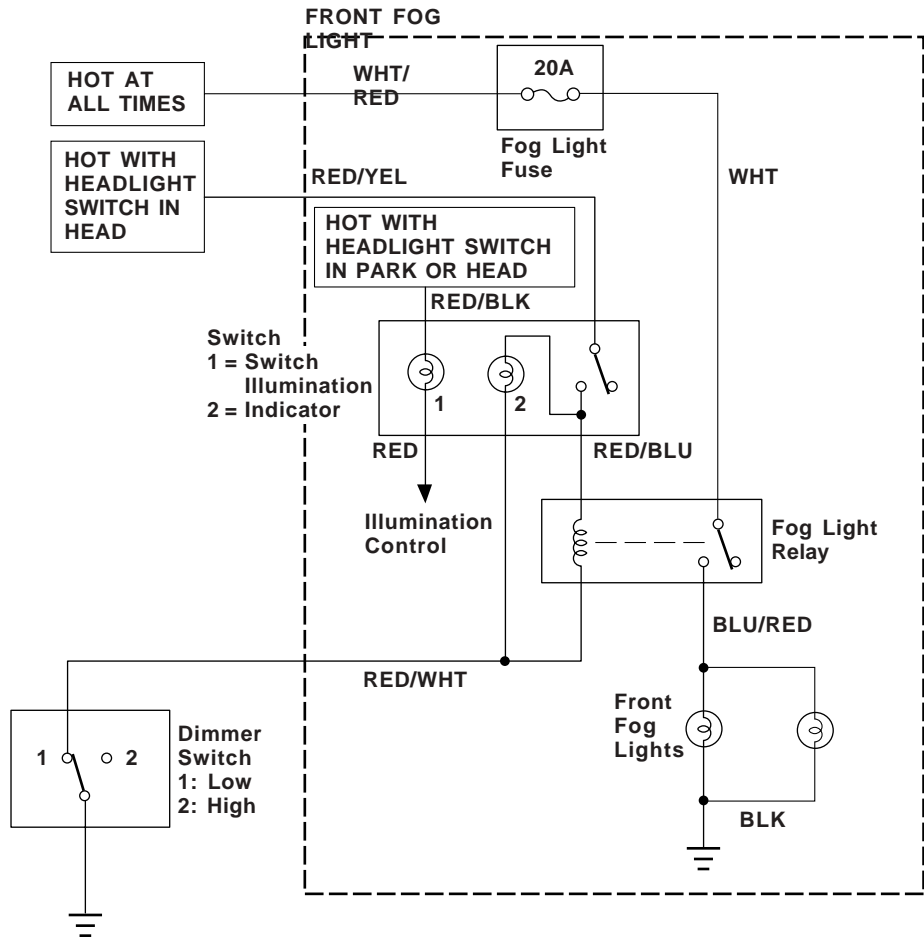 FRONT FOG
LIGHT
HOT AT
ALL TIMES
WHT/
RED
20A
Fog Light
Fuse
WHT
HOT WITH
HEADLIGHT
SWITCH IN
HEAD
RED/YEL
HOT WITH
HEADLIGHT SWITCH
IN PARK OR HEAD
RED/BLK
Switch
1 = Switch
Illumination
2 = Indicator
1
2
RED
RED/BLU
Illumination
Control
Fog Light
Relay
BLU/RED
RED/WHT
Front
Fog
Lights
BLK
1
2
Dimmer
Switch
1: Low
2: High